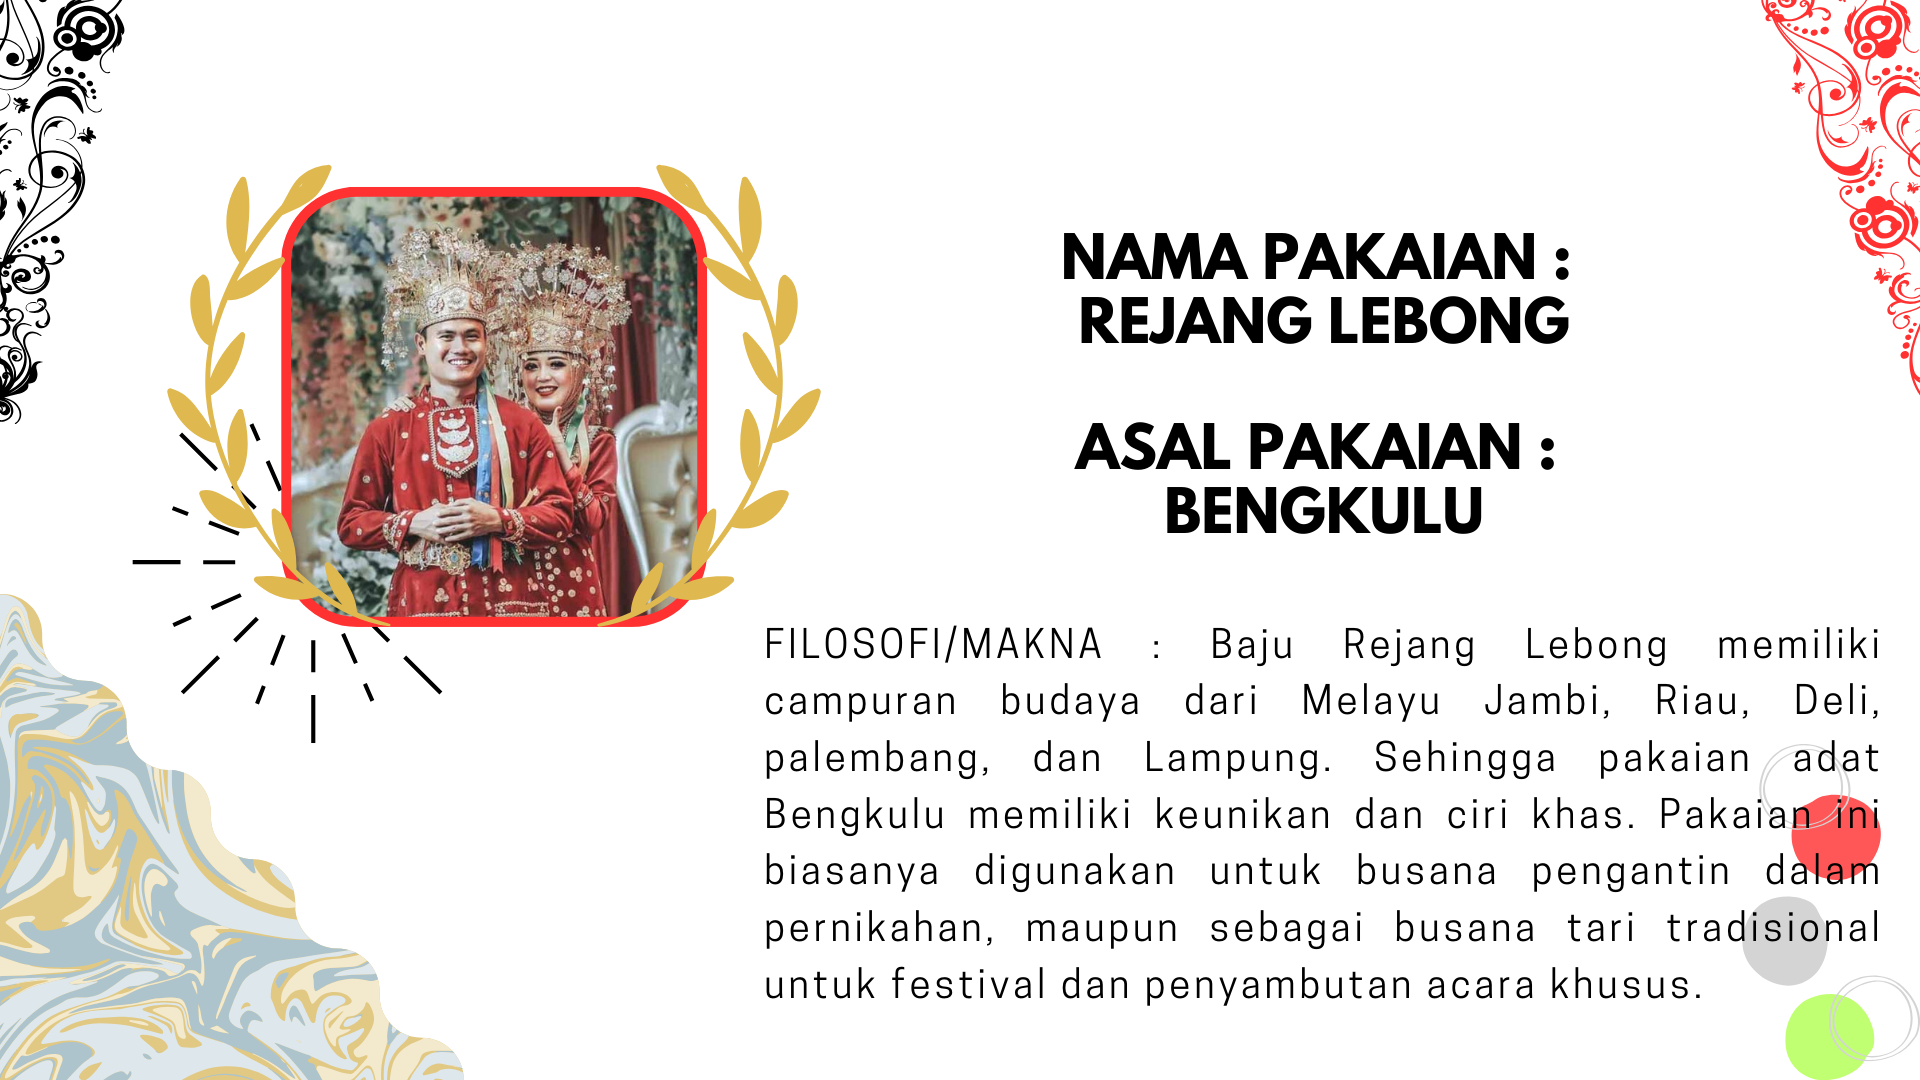 NAMA PAKAIAN :
REJANG LEBONG
ASAL PAKAIAN :
BENGKULU
FILOSOFI/MAKNA : Baju Rejang Lebong memiliki
campuran budaya dari Melayu Jambi, Riau, Deli,
palembang, dan Lampung. Sehingga pakaian adat
Bengkulu memiliki keunikan dan ciri khas. Pakaian ini
biasanya digunakan untuk busana pengantin dalam
pernikahan, maupun sebagai busana tari tradisional
untuk festival dan penyambutan acara khusus.